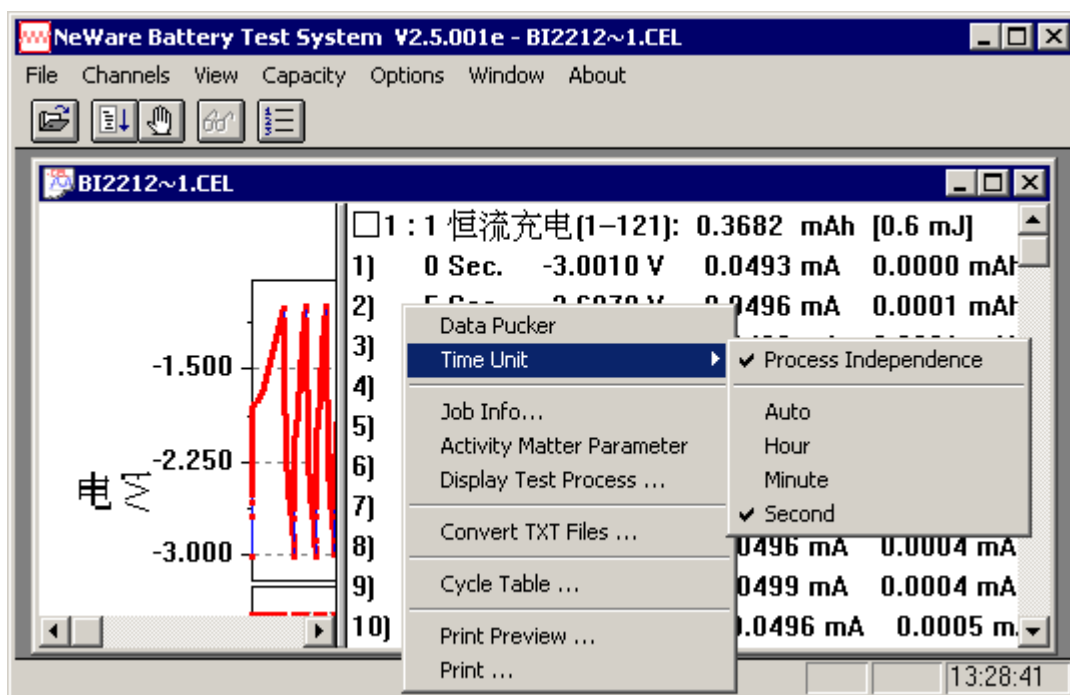 NeWare Battery Test System V2.5.001e - BI2212~1.CEL
File Channels View Capacity Options Window About
BI2212~1.CEL
-1.500
-2.250
-3.000
电
□1 : 1 恒流充电(1–121): 0.3682 mAh [0.6 mJ]
1) 0 Sec. -3.0010 V 0.0493 mA 0.0000 mAh
2) 0.0001 mAh
3)
4)
5)
6)
7)
8) 0.0004 mA
9) 0499 mA 0.0004 mA
10) 0.0496 mA 0.0005 m
Data Pucker
Time Unit
Job Info...
Activity Matter Parameter
Display Test Process ...
Convert TXT Files ...
Cycle Table ...
Print Preview ...
Print ...
Process Independence
Auto
Hour
Minute
Second
13:28:41